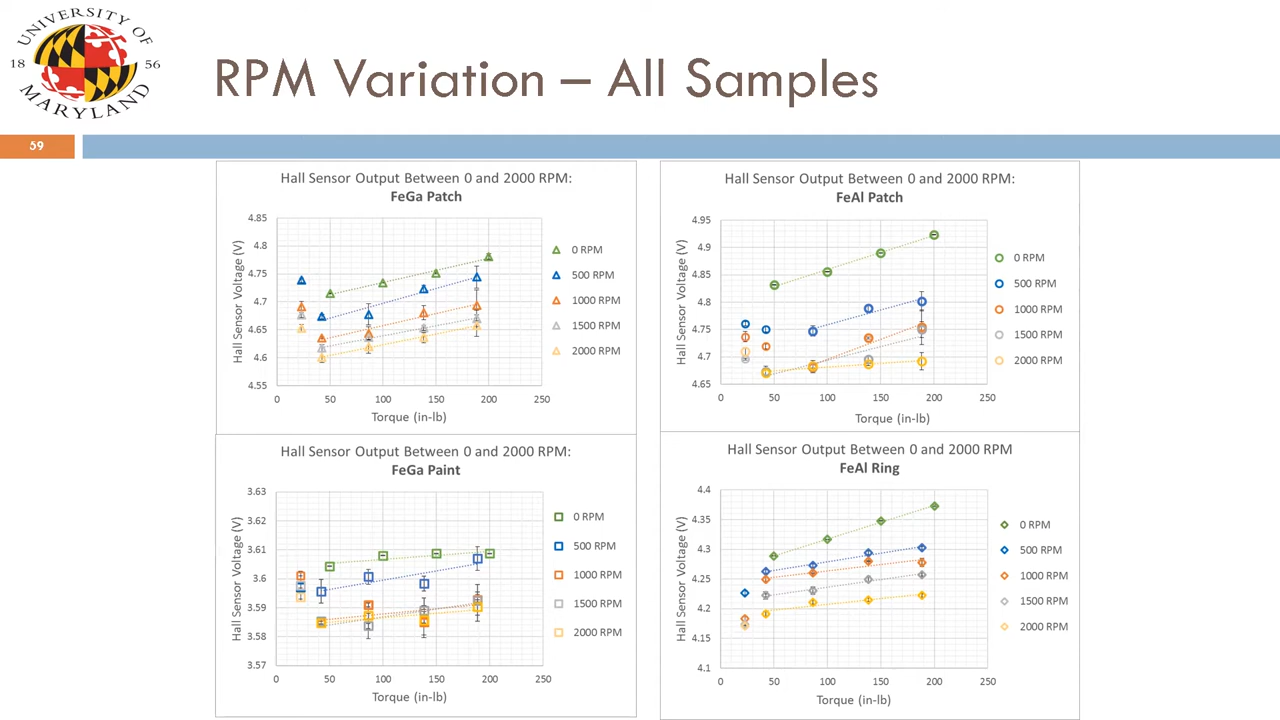 UNIVERSITY OF
18 56
MARYLAND
RPM Variation – All Samples
59
Hall Sensor Output Between 0 and 2000 RPM:
FeGa Patch
Hall Sensor Voltage (V)
4.85
4.8
4.75
4.7
4.65
4.6
4.55
0 50 100 150 200 250
Torque (in-lb)
0 RPM
500 RPM
1000 RPM
1500 RPM
2000 RPM
Hall Sensor Output Between 0 and 2000 RPM:
FeAl Patch
Hall Sensor Voltage (V)
4.95
4.9
4.85
4.8
4.75
4.7
4.65
0 50 100 150 200 250
Torque (in-lb)
0 RPM
500 RPM
1000 RPM
1500 RPM
2000 RPM
Hall Sensor Output Between 0 and 2000 RPM:
FeGa Paint
Hall Sensor Voltage (V)
3.63
3.62
3.61
3.6
3.59
3.58
3.57
0 50 100 150 200 250
Torque (in-lb)
0 RPM
500 RPM
1000 RPM
1500 RPM
2000 RPM
Hall Sensor Output Between 0 and 2000 RPM
FeAl Ring
Hall Sensor Voltage (V)
4.4
4.35
4.3
4.25
4.2
4.15
4.1
0 50 100 150 200 250
Torque (in-lb)
0 RPM
500 RPM
1000 RPM
1500 RPM
2000 RPM